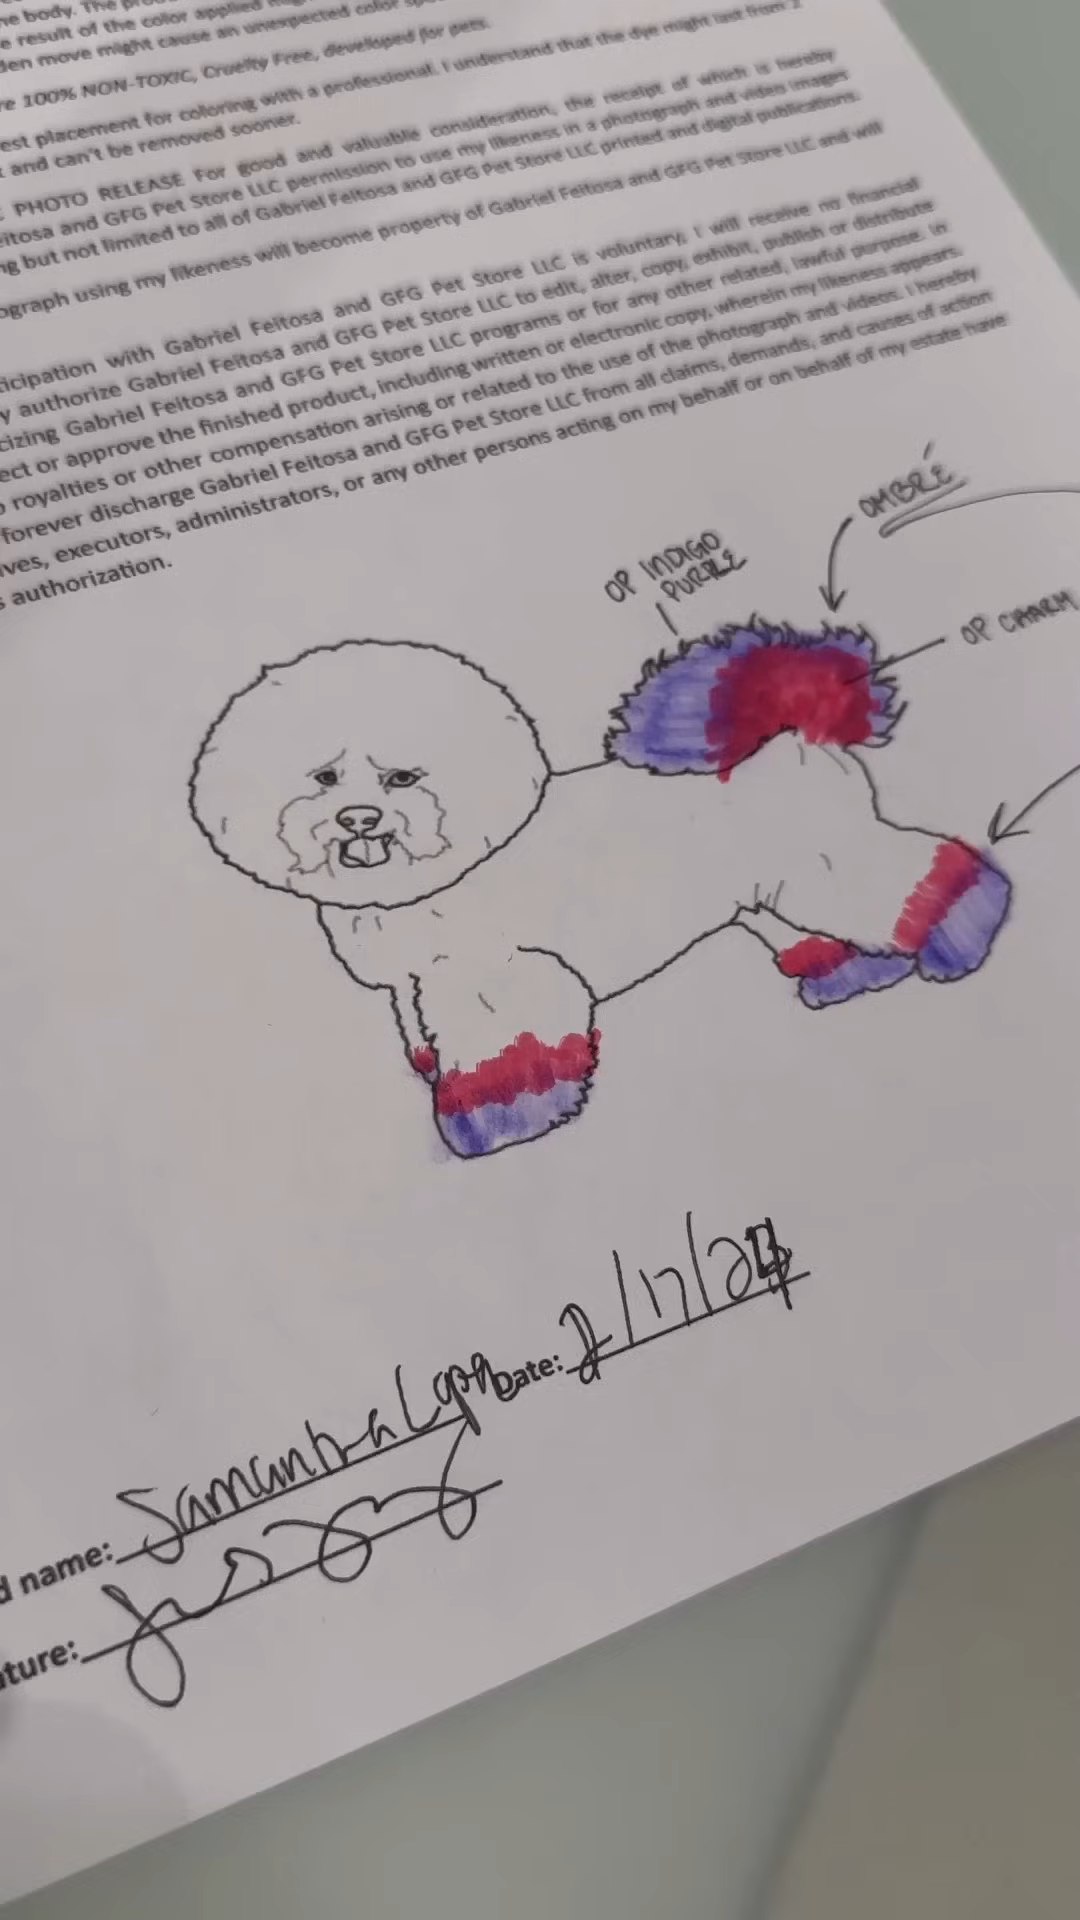 he body. The
e result of the color applied
den move might cause an unexpected color
re 100% NON-TOXIC, Cruelty Free, developed for pets.
est placement for coloring with a professional. I understand that the dye might last from 2
and can't be removed sooner.
PHOTO RELEASE For good and valuable consideration, the receipt of which is hereby
eitosa and GFG Pet Store LLC permission to use my likeness in a photograph and video images
ng but not limited to all of Gabriel Feitosa and GFG Pet Store LLC printed and digital publications.
ograph using my likeness will become property of Gabriel Feitosa and GFG Pet Store LLC and will
ticipation with Gabriel Feitosa and GFG Pet Store LLC is voluntary, I will receive no financial
y authorize Gabriel Feitosa and GFG Pet Store LLC to edit, alter, copy, exhibit, publish or distribute
cizing Gabriel Feitosa and GFG Pet Store LLC programs or for any other related, lawful purpose. In
ect or approve the finished product, including written or electronic copy, wherein my likeness appears.
o royalties or other compensation arising or related to the use of the photograph and videos. I hereby
forever discharge Gabriel Feitosa and GFG Pet Store LLC from all claims, demands, and causes of action
ives, executors, administrators, or any other persons acting on my behalf or on behalf of my estate have
s authorization.
OMBRÉ
OP INDIGO
PURPLE
OP CHARM
Date: 2/17/24
d name: Samantha
ature: